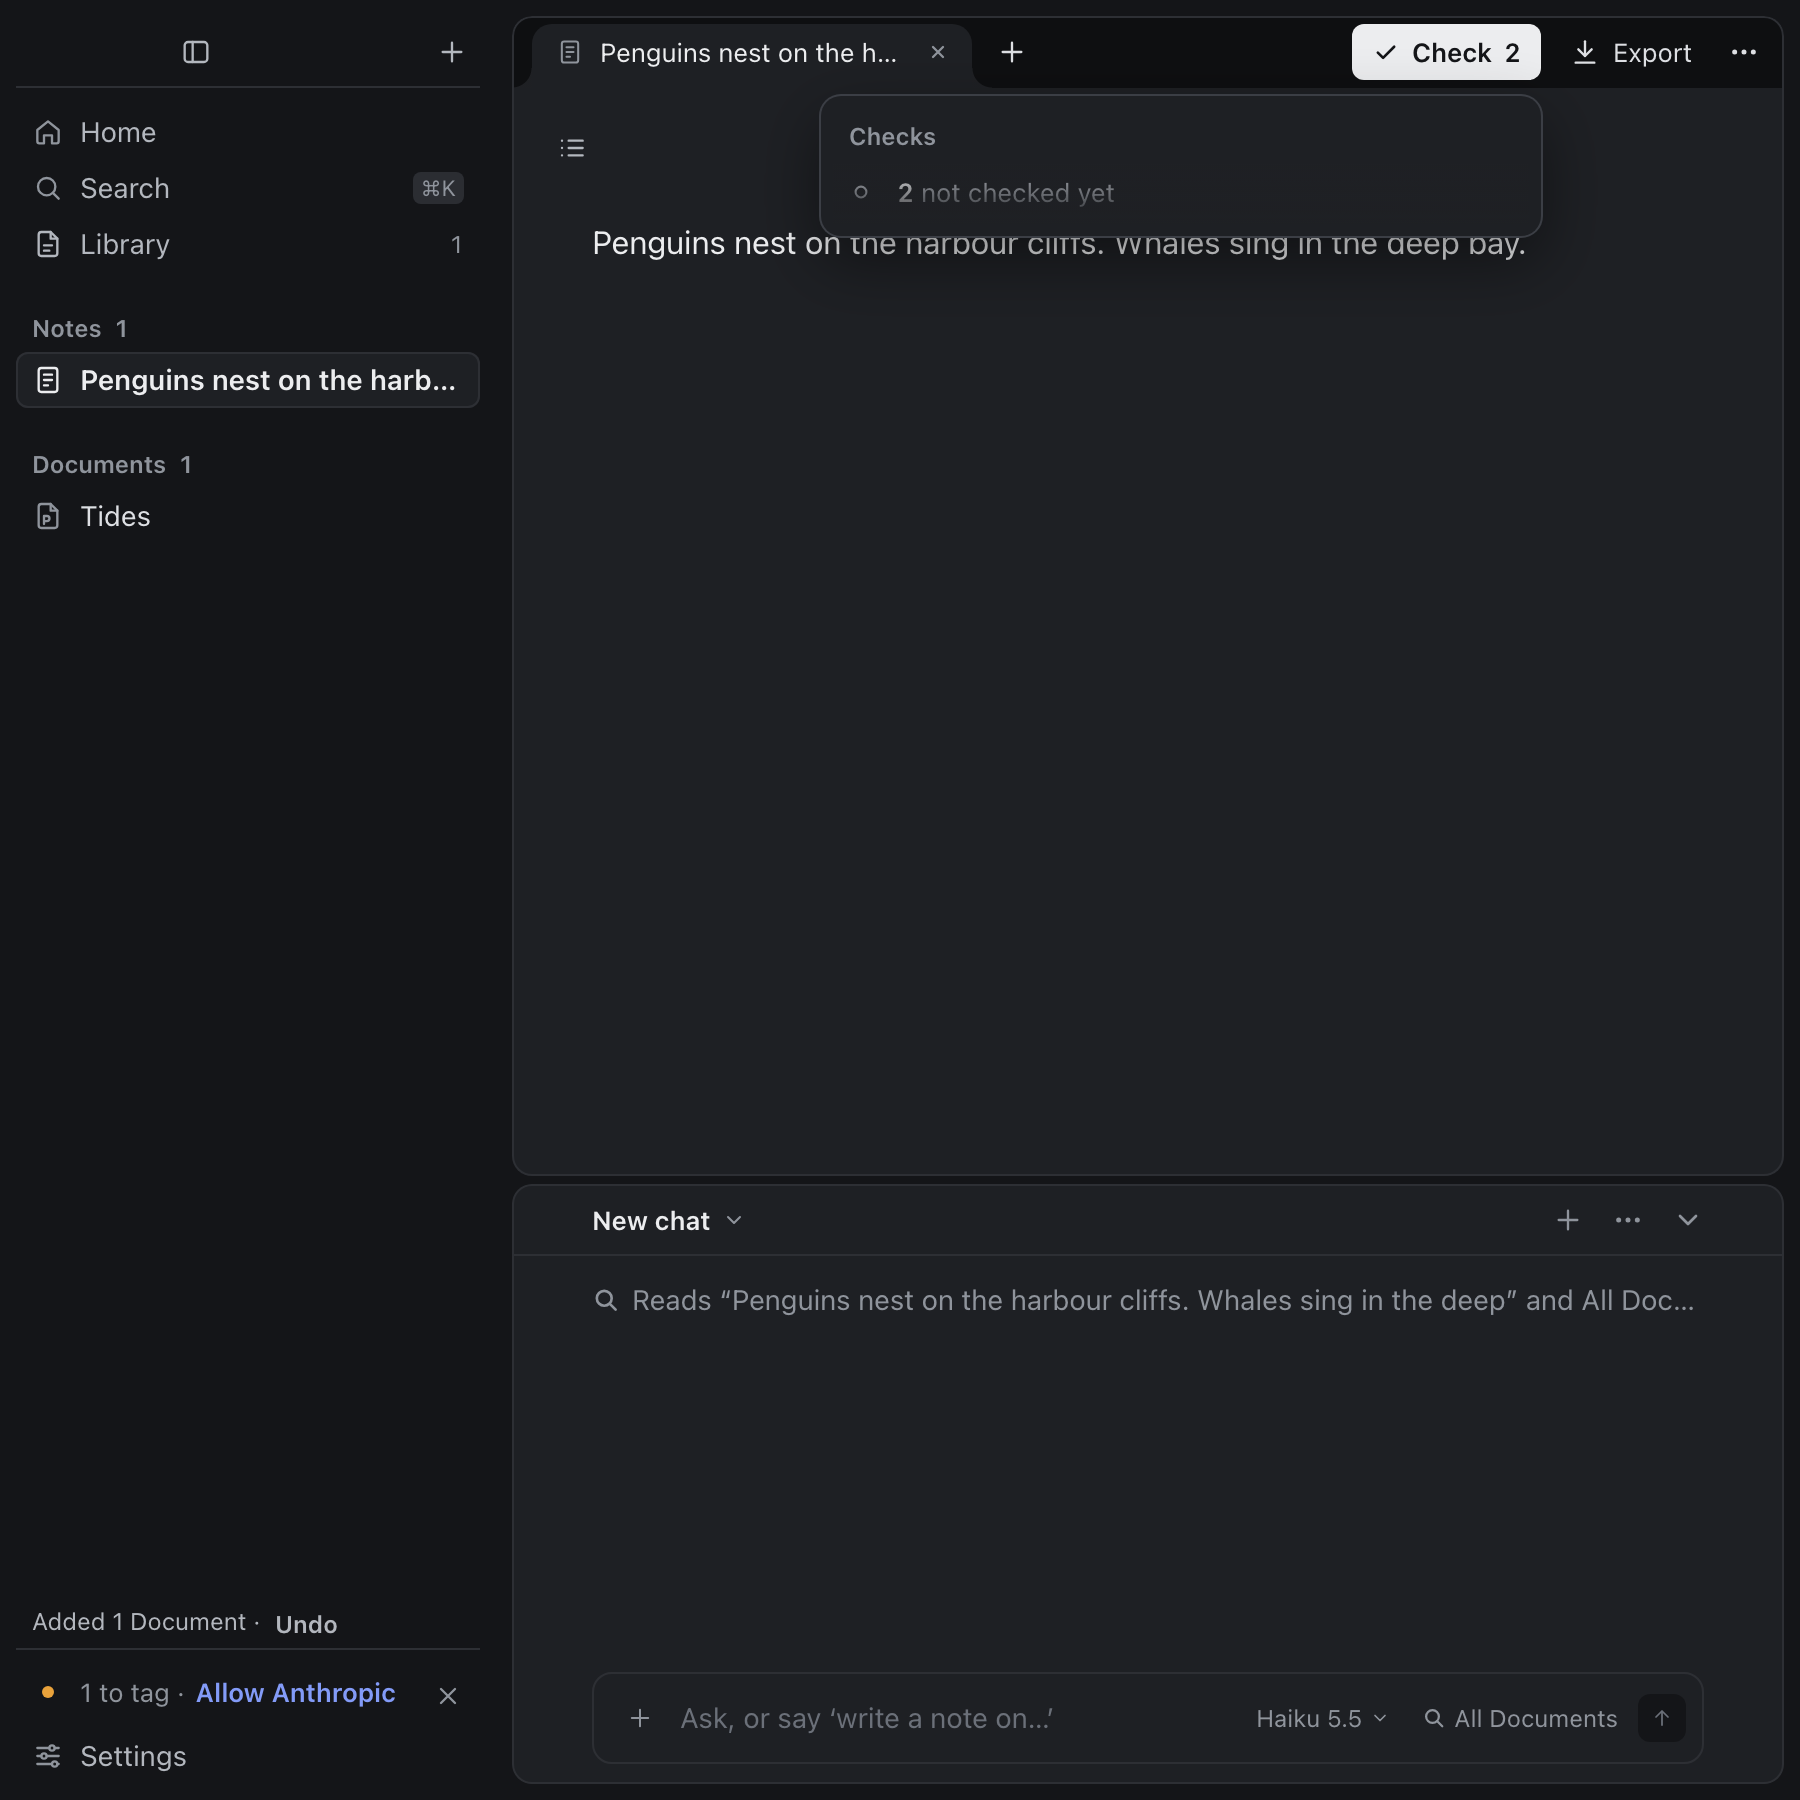 Home
Search ⌘K
Library 1
Notes 1
Penguins nest on the harb...
Documents 1
Tides
Added 1 Document · Undo
1 to tag · Allow Anthropic
Settings
Penguins nest on the h...
Check 2
Export
Checks
2 not checked yet
Penguins nest on the harbour cliffs. Whales sing in the deep bay.
New chat
Reads “Penguins nest on the harbour cliffs. Whales sing in the deep” and All Doc...
Ask, or say ‘write a note on...’
Haiku 5.5
All Documents